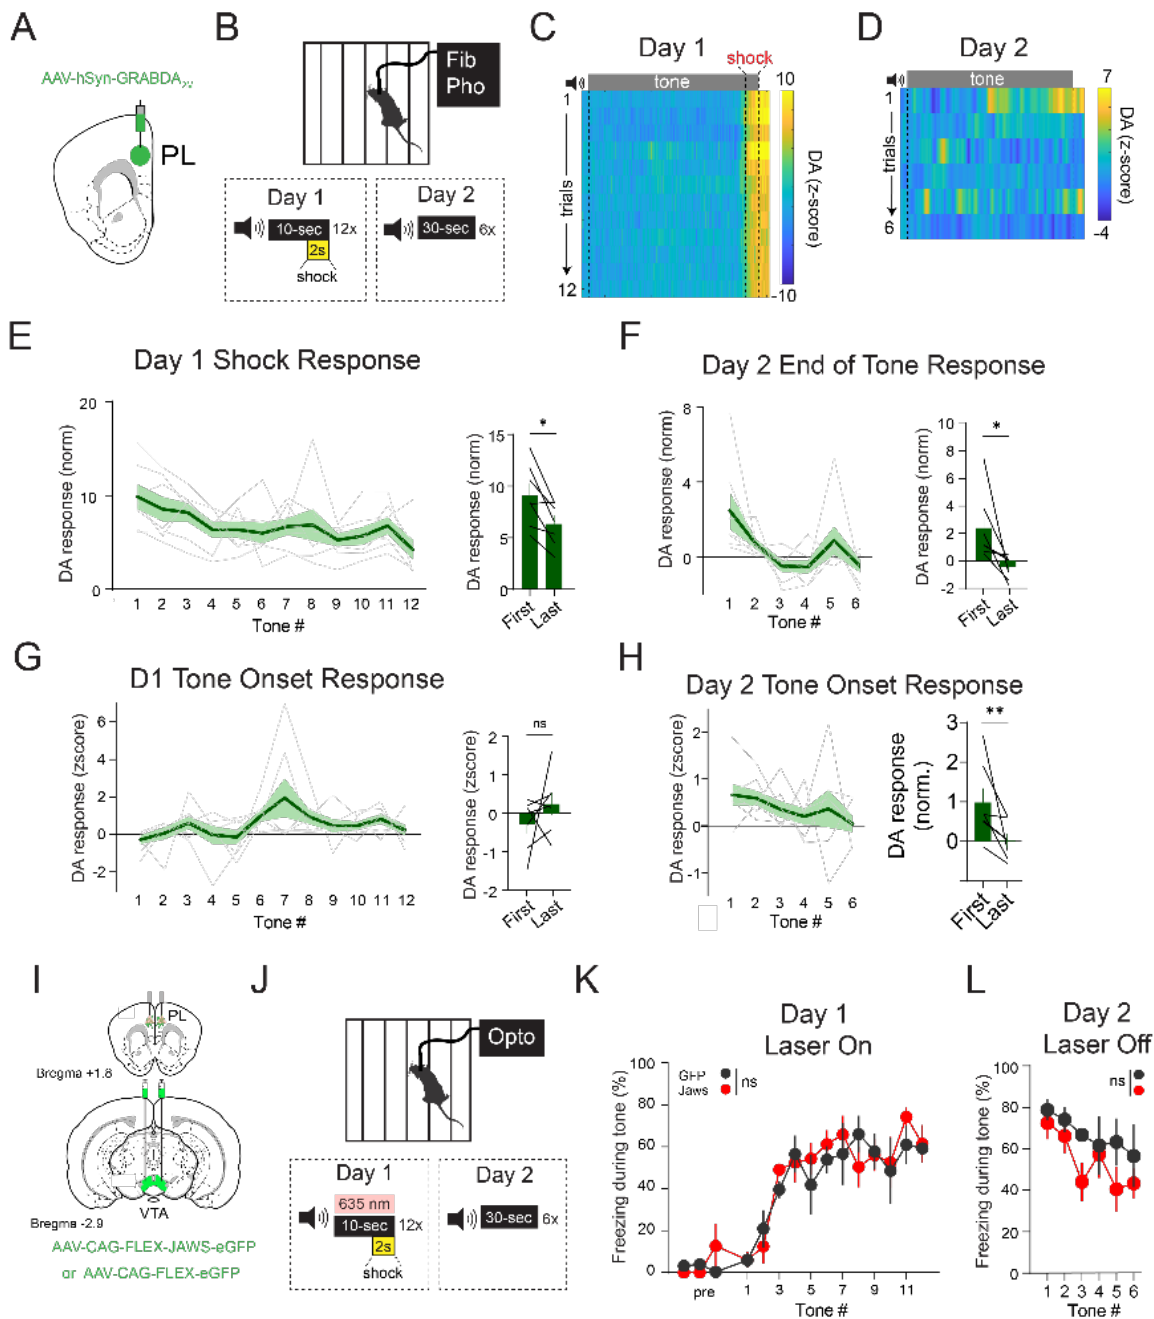 A
AAV-hSyn-GRABDA
PL
B
Fib
Pho
Day 1
10-sec
12x
2s
shock
Day 2
30-sec
6x
C
Day 1
shock
tone
1
trials
12
10
-10
DA (z-score)
D
Day 2
tone
1
trials
6
7
-4
DA (z-score)
E
Day 1 Shock Response
DA response (norm)
20
10
0
1 2 3 4 5 6 7 8 9 10 11 12
Tone #
DA response (norm)
15
10
5
0
*
First
Last
F
Day 2 End of Tone Response
DA response (norm)
8
4
0
1 2 3 4 5 6
Tone #
DA response (norm)
10
8
6
4
2
0
-2
*
First
Last
G
D1 Tone Onset Response
DA response (zscore)
6
4
2
0
-2
1 2 3 4 5 6 7 8 9 10 11 12
Tone #
DA response (zscore)
2
1
0
-1
-2
ns
First
Last
H
Day 2 Tone Onset Response
DA response (zscore)
2
1
0
-1
1 2 3 4 5 6
Tone #
DA response
(norm.)
3
2
1
0
**
First
Last
I
PL
Bregma +1.8
VTA
Bregma -2.9
AAV-CAG-FLEX-JAWS-eGFP
or AAV-CAG-FLEX-eGFP
J
Opto
Day 1
635 nm
10-sec
12x
2s
shock
Day 2
30-sec
6x
K
Day 1
Laser On
Freezing during tone (%)
100
80
60
40
20
0
GFP
Jaws
ns
pre 1 3 5 7 9 11
Tone #
L
Day 2
Laser Off
Freezing during tone (%)
100
80
60
40
20
0
ns
1 2 3 4 5 6
Tone #